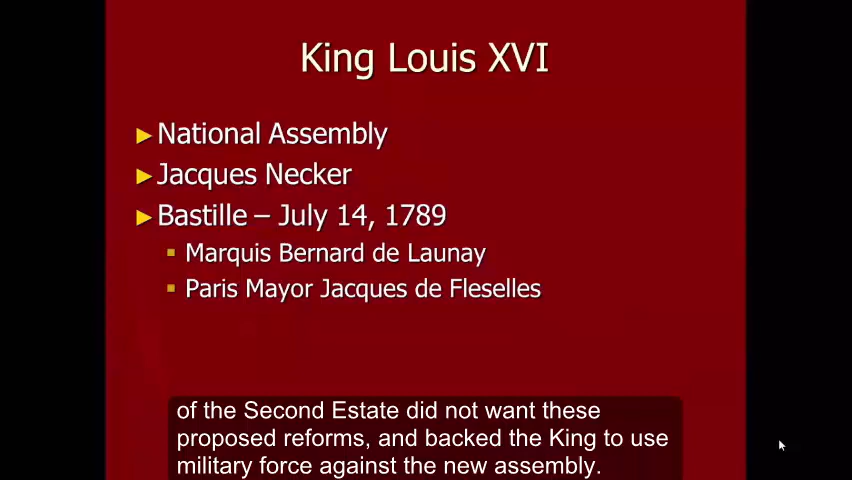 King Louis XVI
►National Assembly
►Jacques Necker
►Bastille – July 14, 1789
▪ Marquis Bernard de Launay
▪ Paris Mayor Jacques de Fleselles
of the Second Estate did not want these
proposed reforms, and backed the King to use
military force against the new assembly.